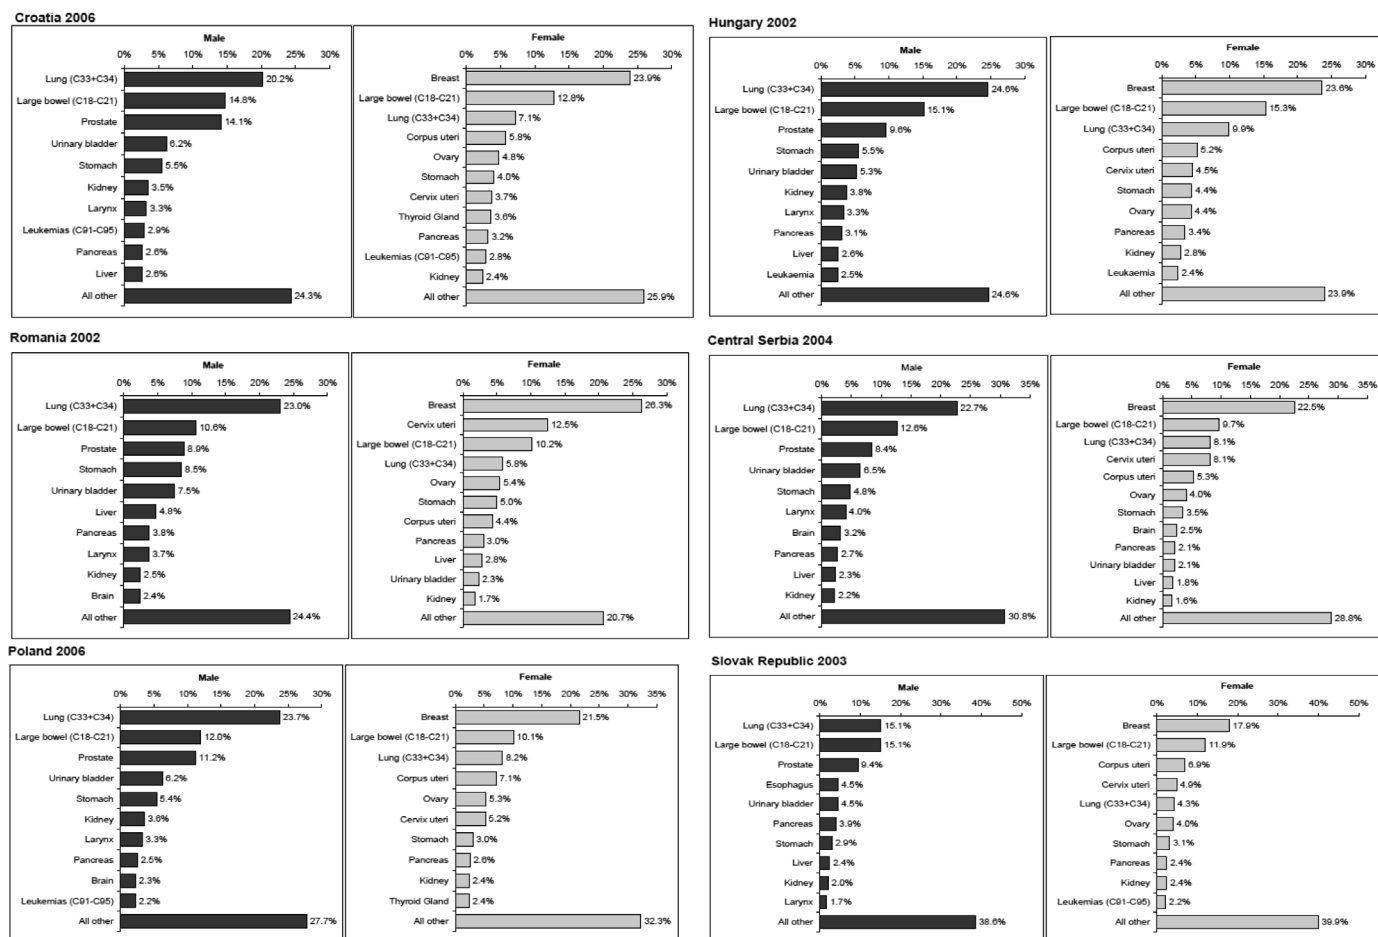 Croatia 2006
Male
0% 5% 10% 15% 20% 25% 30%
Lung (C33+C34) 20.2%
Large bowel (C18-C21) 14.8%
Prostate 14.1%
Urinary bladder 6.2%
Stomach 5.5%
Kidney 3.5%
Larynx 3.3%
Leukemias (C91-C95) 2.9%
Pancreas 2.6%
Liver 2.6%
All other 24.3%
Female
0% 5% 10% 15% 20% 25% 30%
Breast 23.9%
Large bowel (C18-C21) 12.8%
Lung (C33+C34) 7.1%
Corpus uteri 5.8%
Ovary 4.8%
Stomach 4.0%
Cervix uteri 3.7%
Thyroid Gland 3.6%
Pancreas 3.2%
Leukemias (C91-C95) 2.8%
Kidney 2.4%
All other 25.9%
Hungary 2002
Male
0% 5% 10% 15% 20% 25% 30%
Lung (C33+C34) 24.6%
Large bowel (C18-C21) 15.1%
Prostate 9.6%
Stomach 5.5%
Urinary bladder 5.3%
Kidney 3.8%
Larynx 3.3%
Pancreas 3.1%
Liver 2.6%
Leukaemia 2.5%
All other 24.6%
Female
0% 5% 10% 15% 20% 25% 30%
Breast 23.6%
Large bowel (C18-C21) 15.3%
Lung (C33+C34) 9.9%
Corpus uteri 5.2%
Cervix uteri 4.5%
Stomach 4.4%
Ovary 4.4%
Pancreas 3.4%
Kidney 2.8%
Leukaemia 2.4%
All other 23.9%
Romania 2002
Male
0% 5% 10% 15% 20% 25% 30%
Lung (C33+C34) 23.0%
Large bowel (C18-C21) 10.6%
Prostate 8.9%
Stomach 8.5%
Urinary bladder 7.5%
Liver 4.8%
Pancreas 3.8%
Larynx 3.7%
Kidney 2.5%
Brain 2.4%
All other 24.4%
Female
0% 5% 10% 15% 20% 25% 30%
Breast 26.3%
Cervix uteri 12.5%
Large bowel (C18-C21) 10.2%
Lung (C33+C34) 5.8%
Ovary 5.4%
Stomach 5.0%
Corpus uteri 4.4%
Pancreas 3.0%
Liver 2.8%
Urinary bladder 2.3%
Kidney 1.7%
All other 20.7%
Central Serbia 2004
Male
0% 5% 10% 15% 20% 25% 30% 35%
Lung (C33+C34) 22.7%
Large bowel (C18-C21) 12.6%
Prostate 8.4%
Urinary bladder 6.5%
Stomach 4.8%
Larynx 4.0%
Brain 3.2%
Pancreas 2.7%
Liver 2.3%
Kidney 2.2%
All other 30.8%
Female
0% 5% 10% 15% 20% 25% 30% 35%
Breast 22.5%
Large bowel (C18-C21) 9.7%
Lung (C33+C34) 8.1%
Cervix uteri 8.1%
Corpus uteri 5.3%
Ovary 4.0%
Stomach 3.5%
Brain 2.5%
Pancreas 2.1%
Urinary bladder 2.1%
Liver 1.8%
Kidney 1.6%
All other 28.8%
Poland 2006
Male
0% 5% 10% 15% 20% 25% 30%
Lung (C33+C34) 23.7%
Large bowel (C18-C21) 12.0%
Prostate 11.2%
Urinary bladder 6.2%
Stomach 5.4%
Kidney 3.6%
Larynx 3.3%
Pancreas 2.5%
Brain 2.3%
Leukemias (C91-C95) 2.2%
All other 27.7%
Female
0% 5% 10% 15% 20% 25% 30% 35%
Breast 21.5%
Large bowel (C18-C21) 10.1%
Lung (C33+C34) 8.2%
Corpus uteri 7.1%
Ovary 5.3%
Cervix uteri 5.2%
Stomach 3.0%
Pancreas 2.6%
Kidney 2.4%
Thyroid Gland 2.4%
All other 32.3%
Slovak Republic 2003
Male
0% 10% 20% 30% 40% 50%
Lung (C33+C34) 15.1%
Large bowel (C18-C21) 15.1%
Prostate 9.4%
Esophagus 4.5%
Urinary bladder 4.5%
Pancreas 3.9%
Stomach 2.9%
Liver 2.4%
Kidney 2.0%
Larynx 1.7%
All other 38.6%
Female
0% 10% 20% 30% 40% 50%
Breast 17.9%
Large bowel (C18-C21) 11.9%
Corpus uteri 6.9%
Cervix uteri 4.9%
Lung (C33+C34) 4.3%
Ovary 4.0%
Stomach 3.1%
Pancreas 2.4%
Kidney 2.4%
Leukemias (C91-C95) 2.2%
All other 39.9%